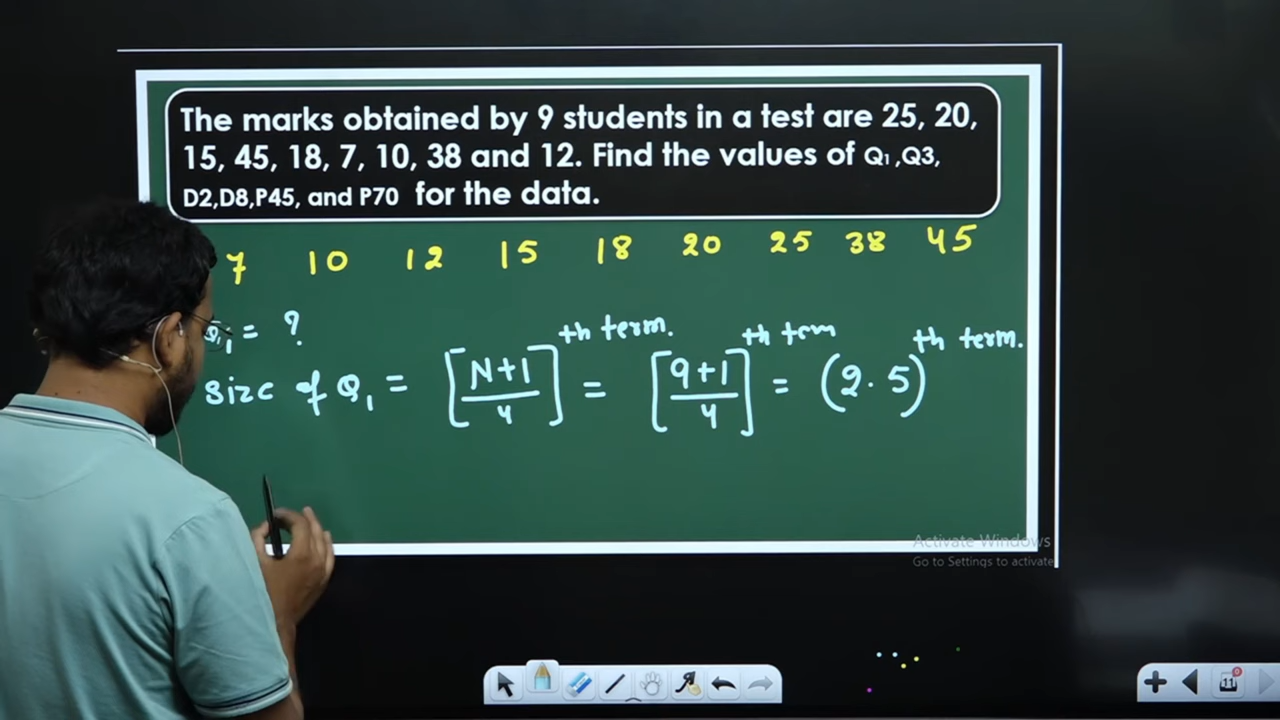 The marks obtained by 9 students in a test are 25, 20,
15, 45, 18, 7, 10, 38 and 12. Find the values of Q₁,Q3,
D2,D8,P45, and P70 for the data.
7 10 12 15 18 20 25 38 45
Q₁ = ?
size of Q₁ = [N+1/4]th term. = [9+1/4]th term = (2.5)th term.
Activate Windows
Go to Settings to activate
11